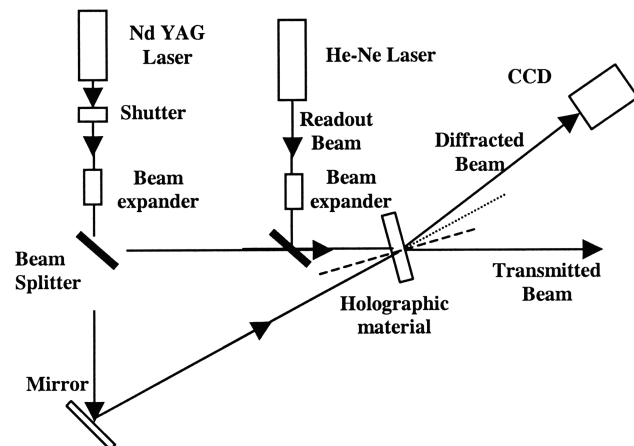 Nd YAG
Laser
He-Ne Laser
CCD
Shutter
Readout
Beam
Diffracted
Beam
Beam
expander
Beam
expander
Beam
Splitter
Transmitted
Beam
Holographic
material
Mirror